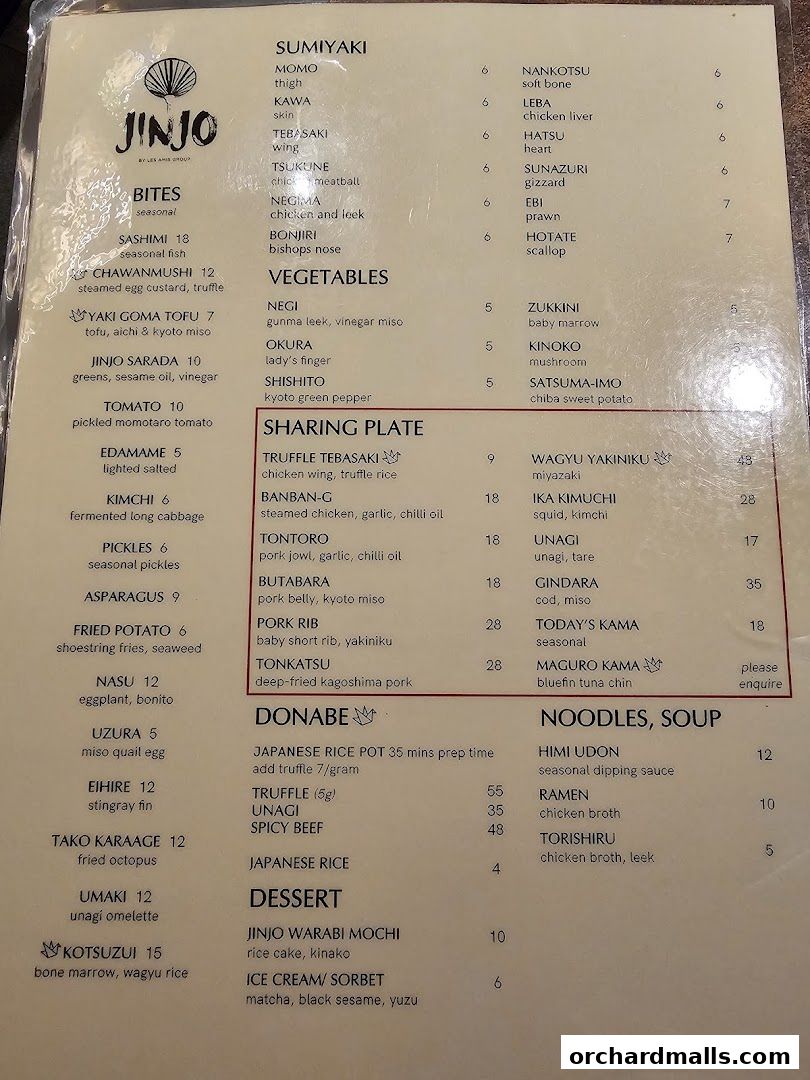 JINJO
BY LES AMIS GROUP
BITES
seasonal
SASHIMI 18
seasonal fish
CHAWANMUSHI 12
steamed egg custard, truffle
YAKI GOMA TOFU 7
tofu, aichi & kyoto miso
JINJO SARADA 10
greens, sesame oil, vinegar
TOMATO 10
pickled momotaro tomato
EDAMAME 5
lighted salted
KIMCHI 6
fermented long cabbage
PICKLES 6
seasonal pickles
ASPARAGUS 9
FRIED POTATO 6
shoestring fries, seaweed
NASU 12
eggplant, bonito
UZURA 5
miso quail egg
EIHIRE 12
stingray fin
TAKO KARAAGE 12
fried octopus
UMAKI 12
unagi omelette
KOTSUZUI 15
bone marrow, wagyu rice
SUMIYAKI
MOMO 6
thigh
KAWA 6
skin
TEBASAKI 6
wing
TSUKUNE 6
chicken meatball
NEGIMA 6
chicken and leek
BONJIRI 6
bishops nose
NANKOTSU 6
soft bone
LEBA 6
chicken liver
HATSU 6
heart
SUNAZURI 6
gizzard
EBI 7
prawn
HOTATE 7
scallop
VEGETABLES
NEGI 5
gunma leek, vinegar miso
OKURA 5
lady's finger
SHISHITO 5
kyoto green pepper
ZUKKINI 5
baby marrow
KINOKO 5
mushroom
SATSUMA-IMO
chiba sweet potato
SHARING PLATE
TRUFFLE TEBASAKI 9
chicken wing, truffle rice
BANBAN-G 18
steamed chicken, garlic, chilli oil
TONTORO 18
pork jowl, garlic, chilli oil
BUTABARA 18
pork belly, kyoto miso
PORK RIB 28
baby short rib, yakiniku
TONKATSU 28
deep-fried kagoshima pork
WAGYU YAKINIKU 48
miyazaki
IKA KIMUCHI 28
squid, kimchi
UNAGI 17
unagi, tare
GINDARA 35
cod, miso
TODAY'S KAMA 18
seasonal
MAGURO KAMA please
bluefin tuna chin enquire
DONABE
JAPANESE RICE POT 35 mins prep time
add truffle 7/gram
TRUFFLE (5g) 55
UNAGI 35
SPICY BEEF 48
JAPANESE RICE 4
DESSERT
JINJO WARABI MOCHI 10
rice cake, kinako
ICE CREAM/ SORBET 6
matcha, black sesame, yuzu
NOODLES, SOUP
HIMI UDON 12
seasonal dipping sauce
RAMEN 10
chicken broth
TORISHIRU 5
chicken broth, leek
orchardmalls.com